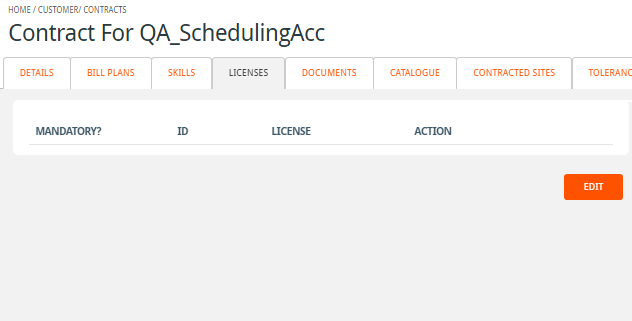 HOME / CUSTOMER/ CONTRACTS
Contract For QA_SchedulingAcc
DETAILS BILL PLANS SKILLS LICENSES DOCUMENTS CATALOGUE CONTRACTED SITES TOLERANC
MANDATORY? ID LICENSE ACTION
EDIT